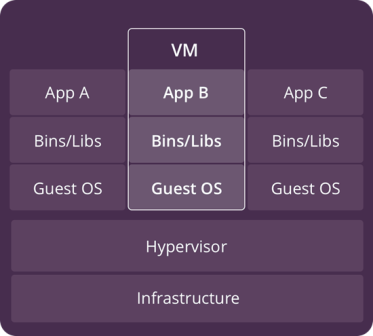 VM
App A App B App C
Bins/Libs Bins/Libs Bins/Libs
Guest OS Guest OS Guest OS
Hypervisor
Infrastructure